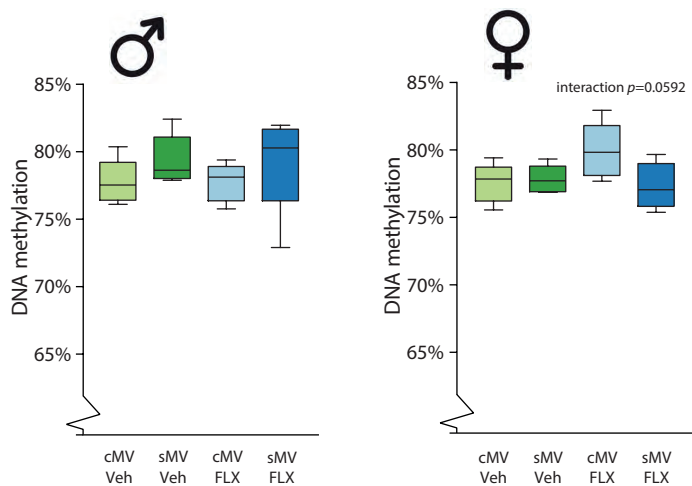 85%
80%
75%
70%
65%
DNA methylation
cMV
Veh
sMV
Veh
cMV
FLX
sMV
FLX
interaction p=0.0592
85%
80%
75%
70%
65%
DNA methylation
cMV
Veh
sMV
Veh
cMV
FLX
sMV
FLX